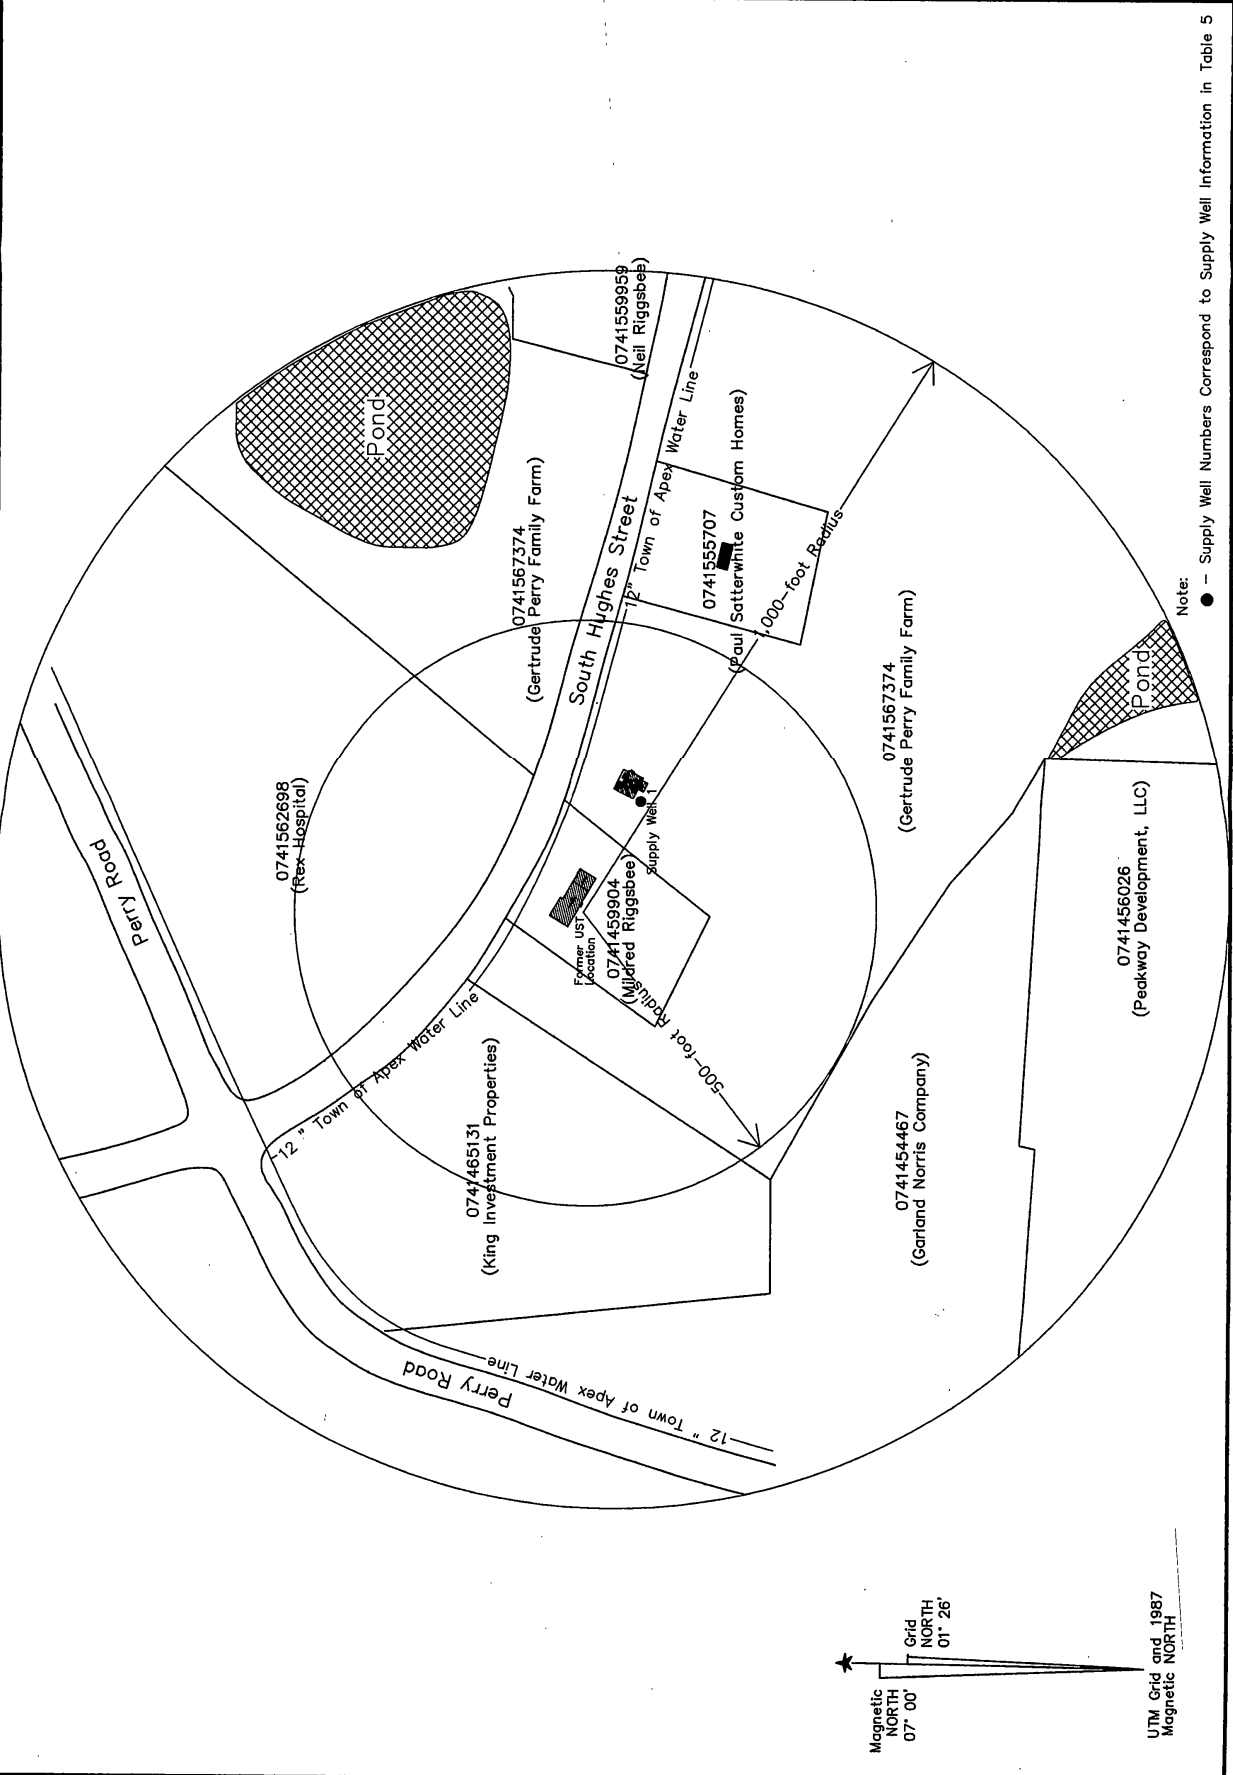 Perry Road
0741562698
(Rex Hospital)
Pond
0741567374
(Gertrude Perry Family Farm)
0741559959
(Neil Riggsbee)
South Hughes Street
12" Town of Apex Water Line
12 " Town of Apex Water Line
0741465131
(King Investment Properties)
Perry Road
12 " Town of Apex Water Line
Former UST
Location
0741459904
(Mildred Riggsbee)
Supply Well 1
500-foot Radius
0741555707
(Paul Satterwhite Custom Homes)
1,000-foot Radius
0741567374
(Gertrude Perry Family Farm)
0741454467
(Garland Norris Company)
0741456026
(Peakway Development, LLC)
Pond
Magnetic
NORTH
07° 00'
Grid
NORTH
01° 26'
UTM Grid and 1987
Magnetic NORTH
Note:
● - Supply Well Numbers Correspond to Supply Well Information in Table 5